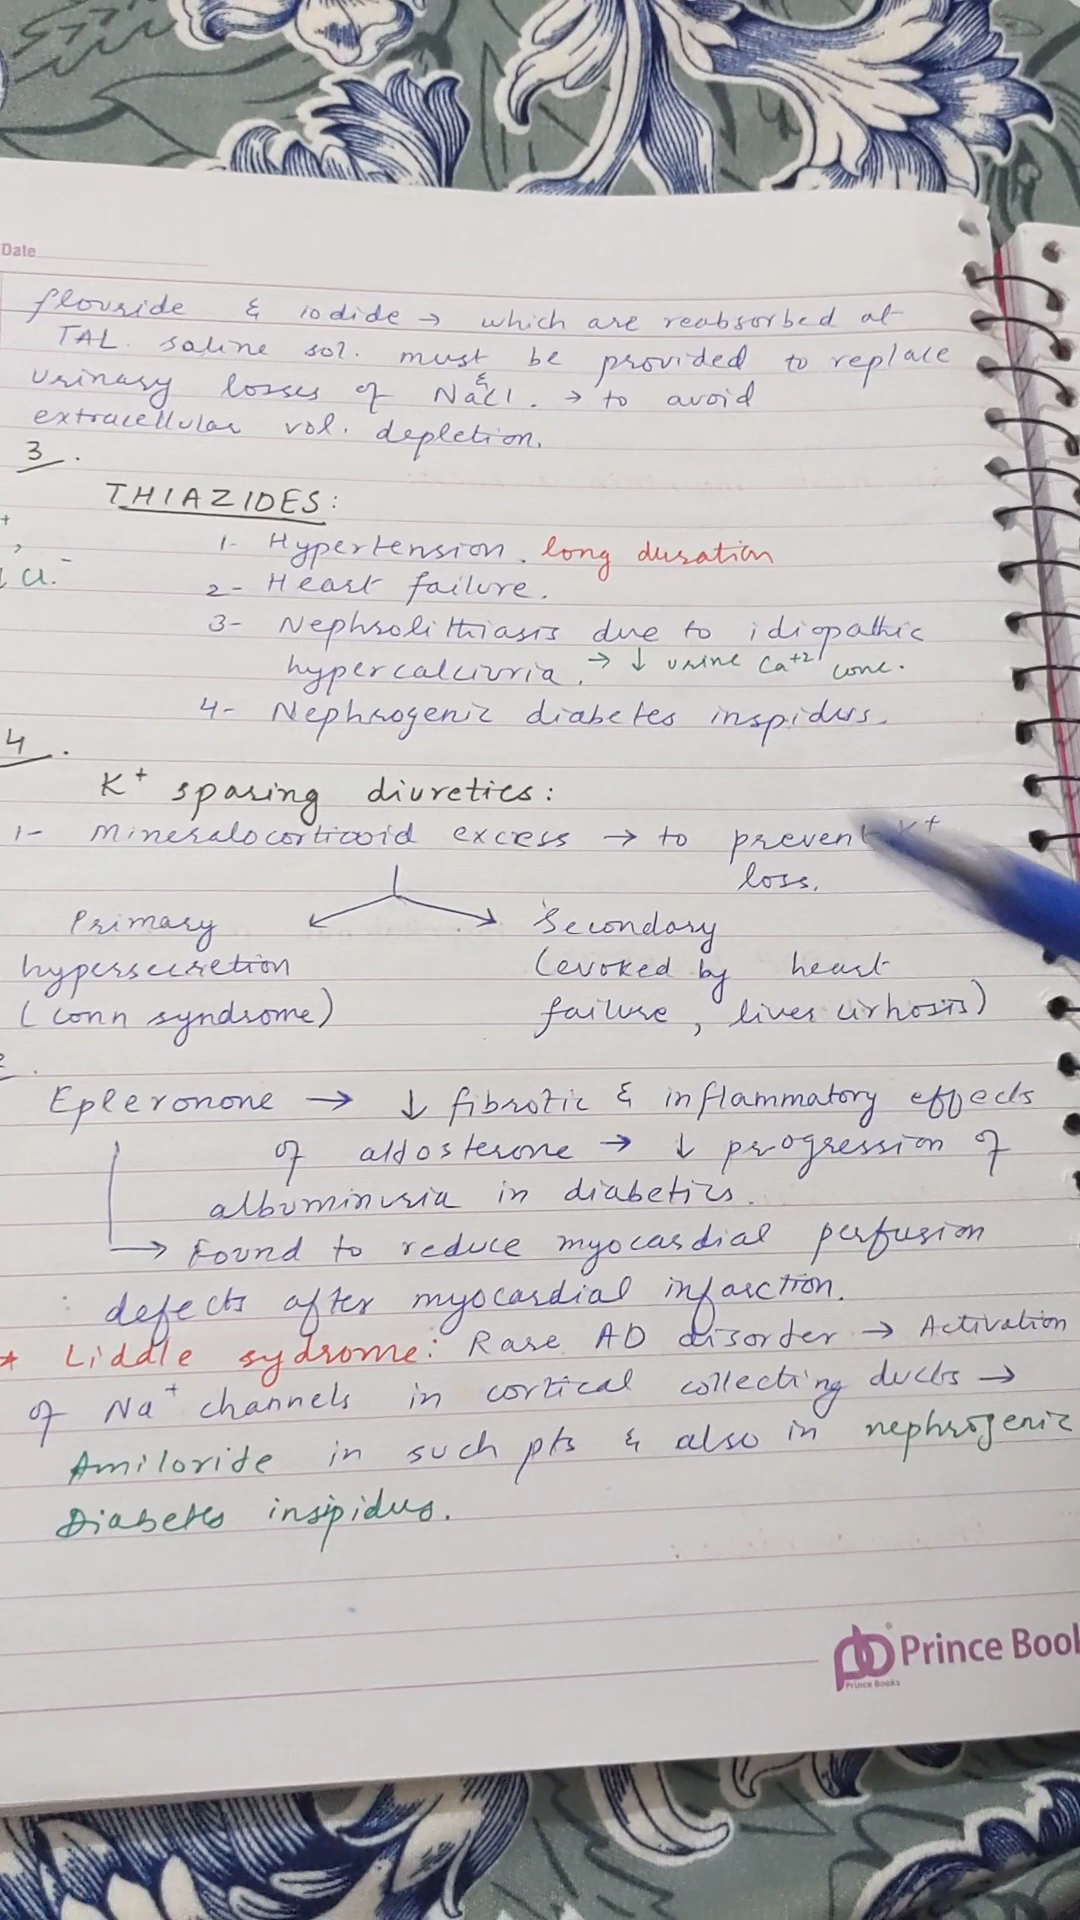 Date
flouride & iodide → which are reabsorbed at
TAL. saline sol. must be provided to replace
urinary losses of NaCl. & → to avoid
extracellular vol. depletion.
3.
THIAZIDES:
1- Hypertension. long duration
2- Heart failure.
3- Nephrolithiasis due to idiopathic
hypercalciuria. → ↓ urine Ca+2 conc.
4- Nephrogenic diabetes inspidus.
+
,
Cl.-
4.
K+ sparing diuretics:
1- Mineralocorticoid excess → to prevent K+
loss.
Primary
hypersecretion
(conn syndrome)
Secondary
(evoked by heart
failure, liver cirhosis)
Epleronone → ↓ fibrotic & inflammatory effects
of aldosterone → ↓ progression of
albuminuria in diabetics.
→ Found to reduce myocardial perfusion
defects after myocardial infarction.
* Liddle sydrome: Rare AD disorder → Activation
of Na+ channels in cortical collecting ducts →
Amiloride in such pts & also in nephrogenic
Diabetes insipidus.
Prince Book
Prince Books